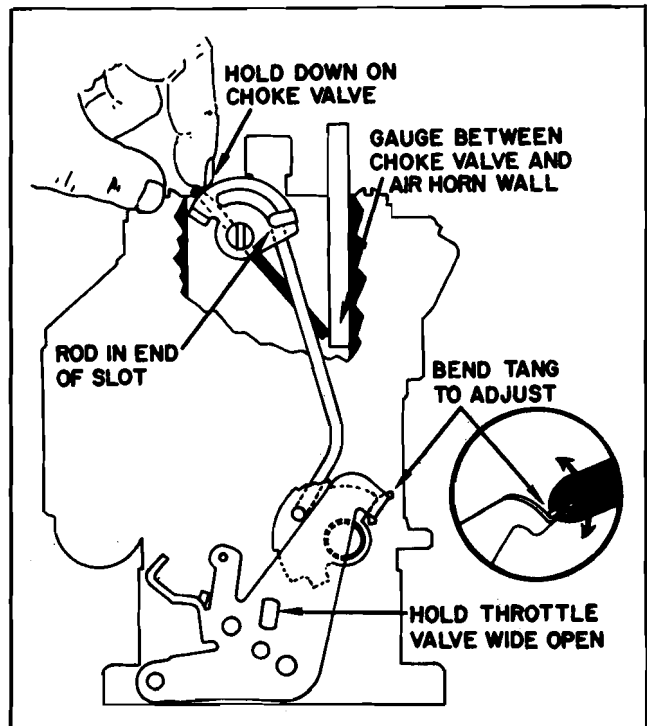 HOLD DOWN ON
CHOKE VALVE
GAUGE BETWEEN
CHOKE VALVE AND
AIR HORN WALL
ROD IN END
OF SLOT
BEND TANG
TO ADJUST
HOLD THROTTLE
VALVE WIDE OPEN